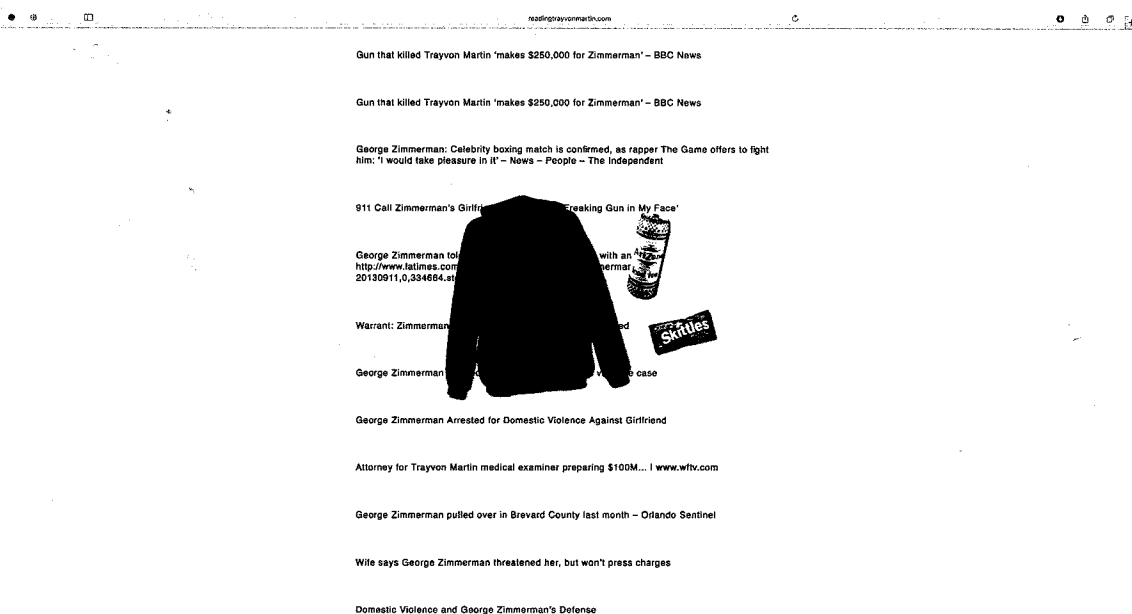 readingtrayvonmartin.com
Gun that killed Trayvon Martin 'makes $250,000 for Zimmerman' – BBC News
Gun that killed Trayvon Martin 'makes $250,000 for Zimmerman' – BBC News
George Zimmerman: Celebrity boxing match is confirmed, as rapper The Game offers to fight
him: 'I would take pleasure in it' – News – People – The Independent
911 Call Zimmerman's Girlfri Freaking Gun in My Face'
George Zimmerman tol with an
http://www.latimes.com
20130911,0,334684.st
AriZona
Skittles
Warrant: Zimmerman
George Zimmerman case
George Zimmerman Arrested for Domestic Violence Against Girlfriend
Attorney for Trayvon Martin medical examiner preparing $100M... | www.wftv.com
George Zimmerman pulled over in Brevard County last month – Orlando Sentinel
Wife says George Zimmerman threatened her, but won't press charges
Domestic Violence and George Zimmerman's Defense